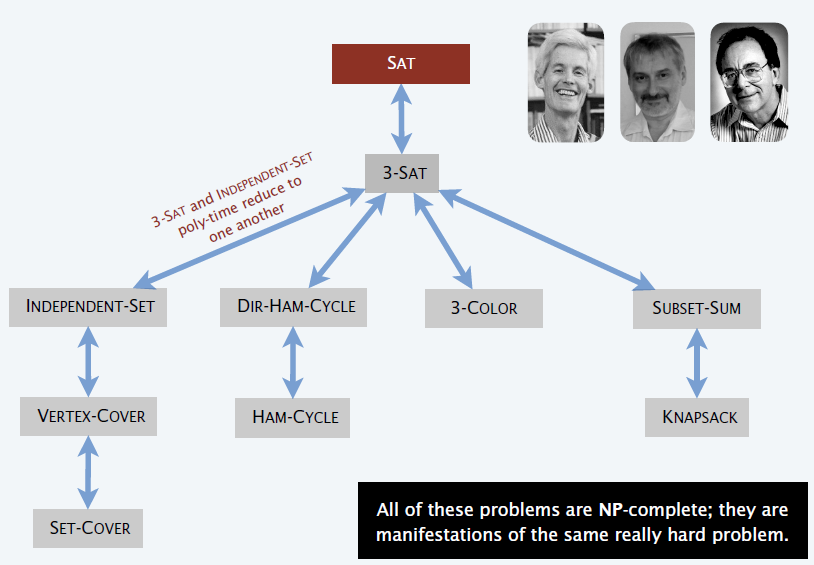 SAT
3-SAT
3-SAT and INDEPENDENT-SET
poly-time reduce to
one another
INDEPENDENT-SET
DIR-HAM-CYCLE
3-COLOR
SUBSET-SUM
VERTEX-COVER
HAM-CYCLE
KNAPSACK
SET-COVER
All of these problems are NP-complete; they are
manifestations of the same really hard problem.